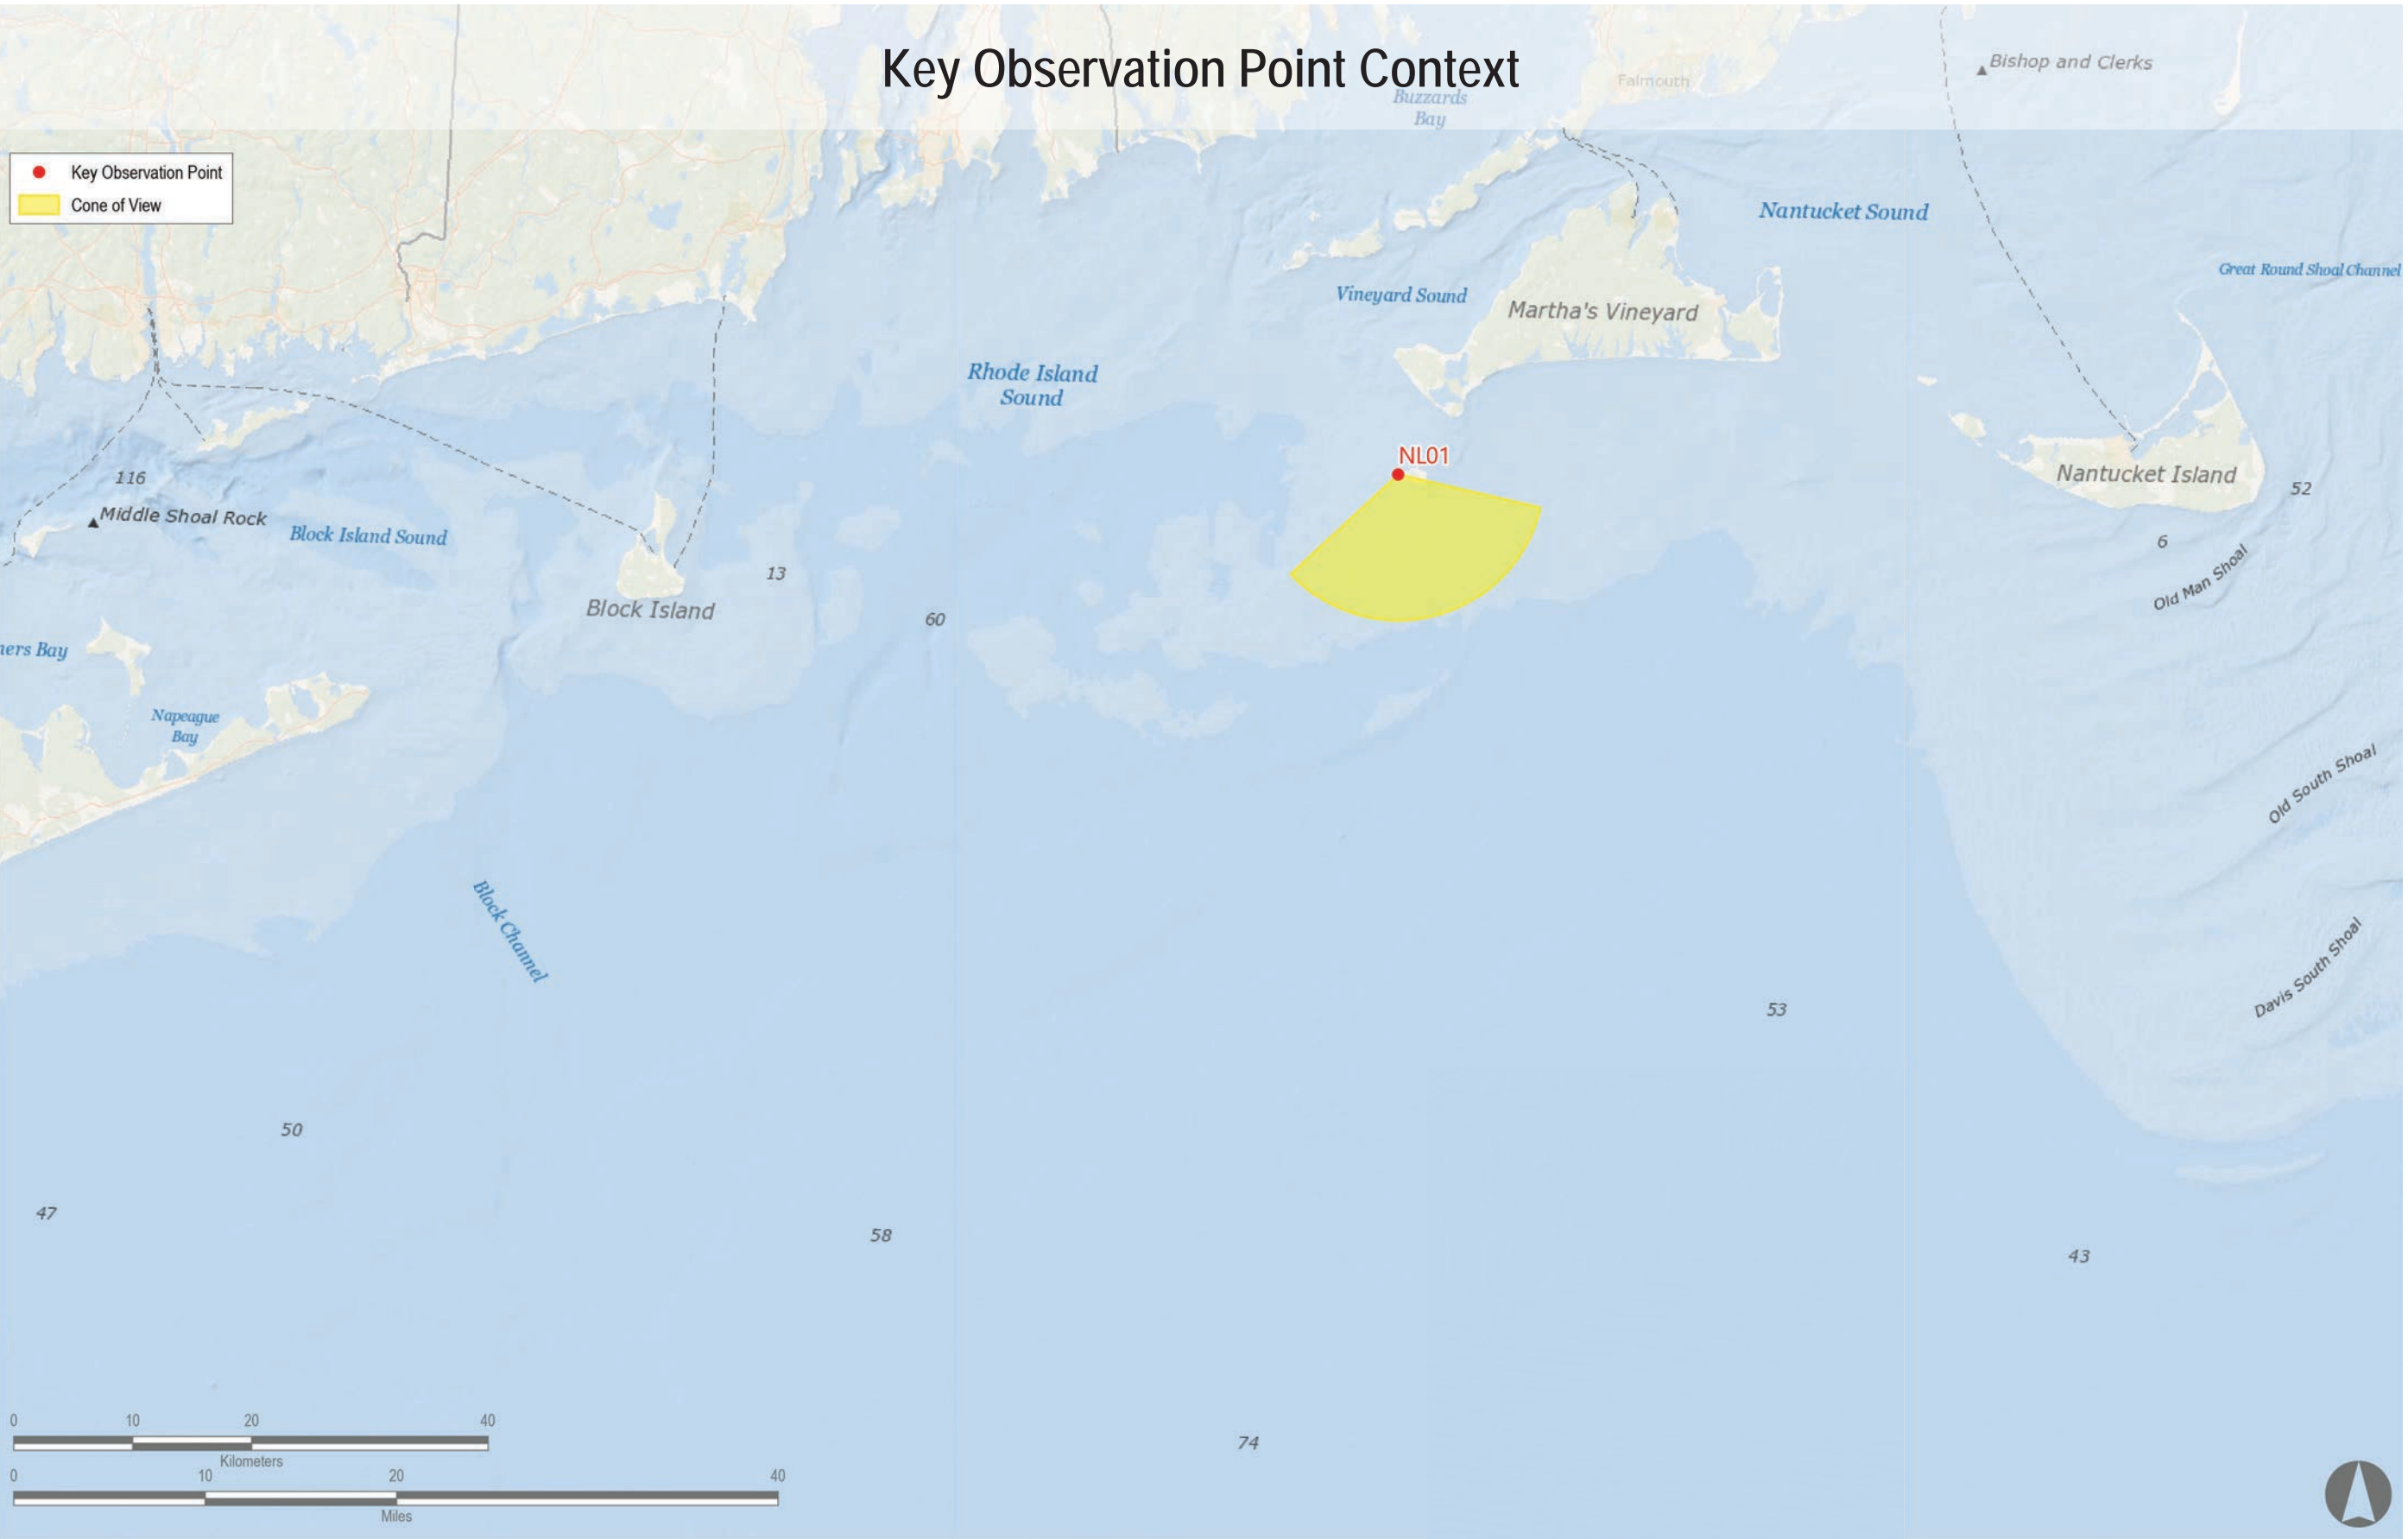 Key Observation Point Context
Bishop and Clerks
Falmouth
Buzzards
Bay
Key Observation Point
Cone of View
Nantucket Sound
Great Round Shoal Channel
Vineyard Sound
Martha's Vineyard
Rhode Island
Sound
NL01
Nantucket Island
52
116
Middle Shoal Rock
Block Island Sound
6
Old Man Shoal
13
Block Island
60
ners Bay
Napeague
Bay
Old South Shoal
Block Channel
Davis South Shoal
53
50
47
58
43
74
0 10 20 40
Kilometers
0 10 20 40
Miles